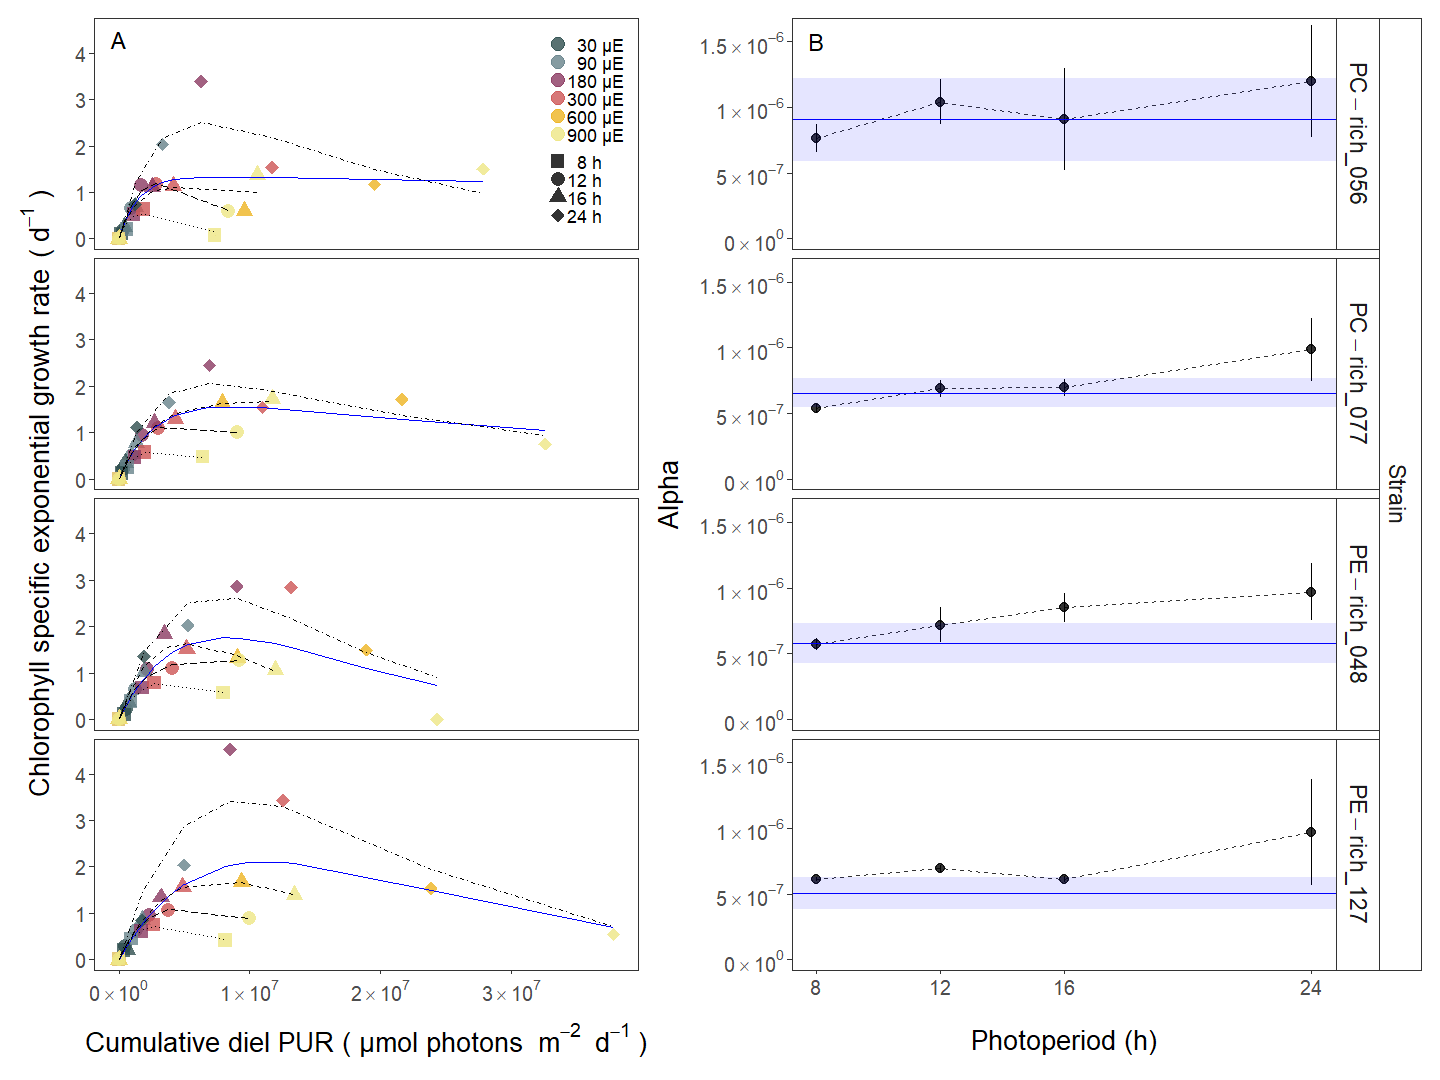 A
30 µE
90 µE
180 µE
300 µE
600 µE
900 µE
8 h
12 h
16 h
24 h
4
3
2
1
0
4
3
2
1
0
4
3
2
1
0
4
3
2
1
0
Chlorophyll specific exponential growth rate ( d⁻¹ )
0 × 10⁰
1 × 10⁷
2 × 10⁷
3 × 10⁷
Cumulative diel PUR ( µmol photons m⁻² d⁻¹ )
B
1.5 × 10⁻⁶
1 × 10⁻⁶
5 × 10⁻⁷
0 × 10⁰
1.5 × 10⁻⁶
1 × 10⁻⁶
5 × 10⁻⁷
0 × 10⁰
1.5 × 10⁻⁶
1 × 10⁻⁶
5 × 10⁻⁷
0 × 10⁰
1.5 × 10⁻⁶
1 × 10⁻⁶
5 × 10⁻⁷
0 × 10⁰
Alpha
8
12
16
24
Photoperiod (h)
PC − rich_056
PC − rich_077
PE − rich_048
PE − rich_127
Strain